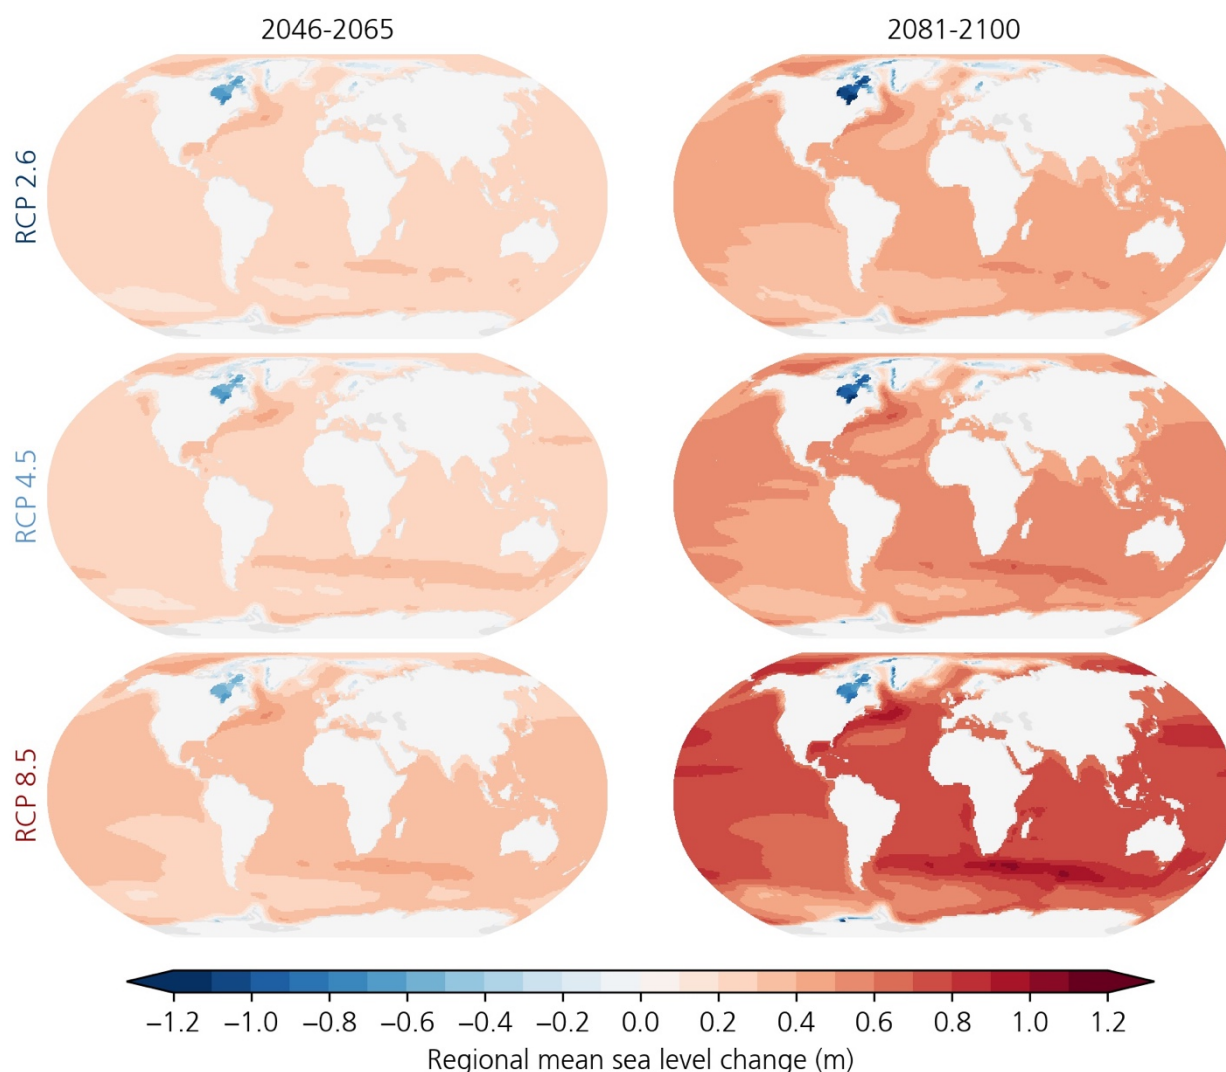 2046-2065
2081-2100
RCP 2.6
RCP 4.5
RCP 8.5
−1.2 −1.0 −0.8 −0.6 −0.4 −0.2 0.0 0.2 0.4 0.6 0.8 1.0 1.2
Regional mean sea level change (m)